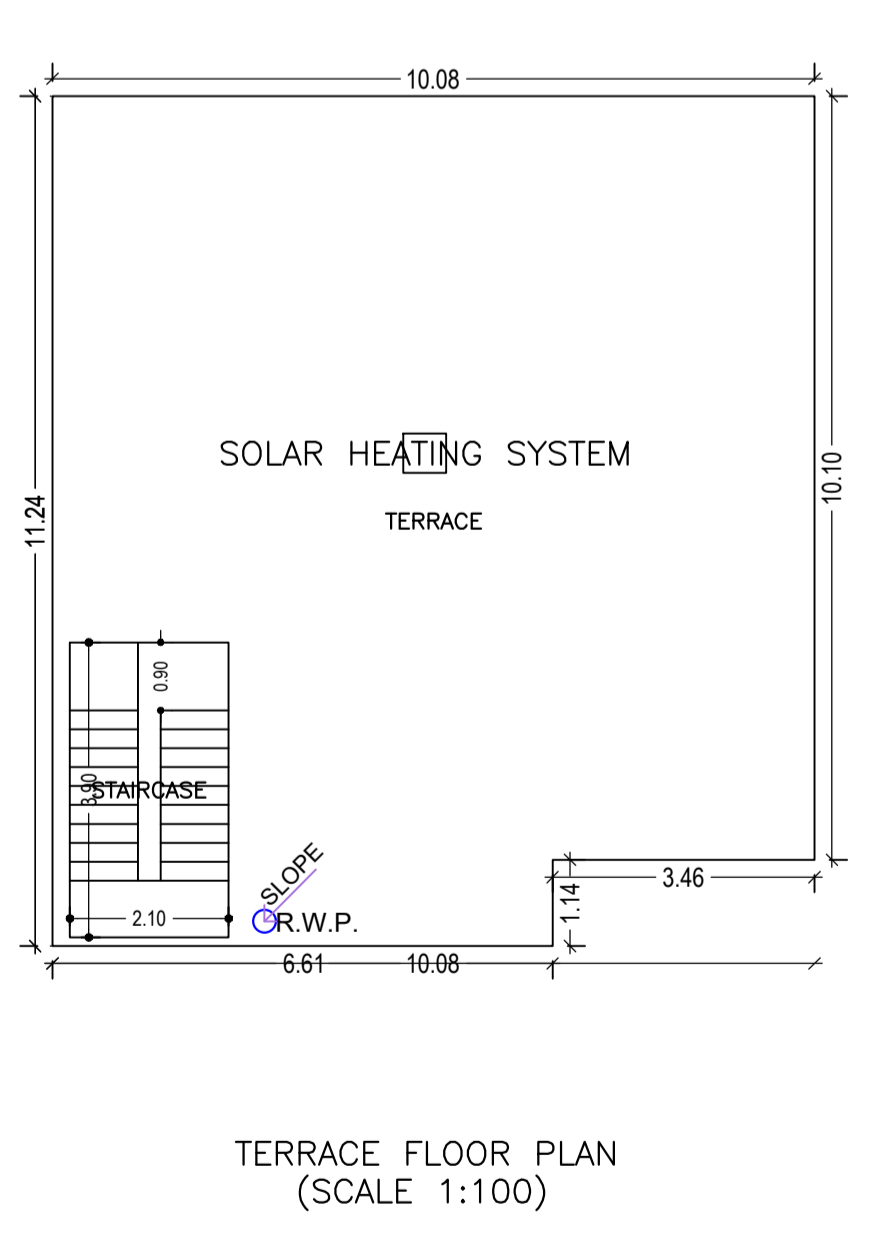 10.08
SOLAR HEATING SYSTEM
TERRACE
11.24
10.10
0.90
3.90
STAIRCASE
2.10
SLOPE
R.W.P.
1.14
3.46
6.61
10.08
TERRACE FLOOR PLAN
(SCALE 1:100)